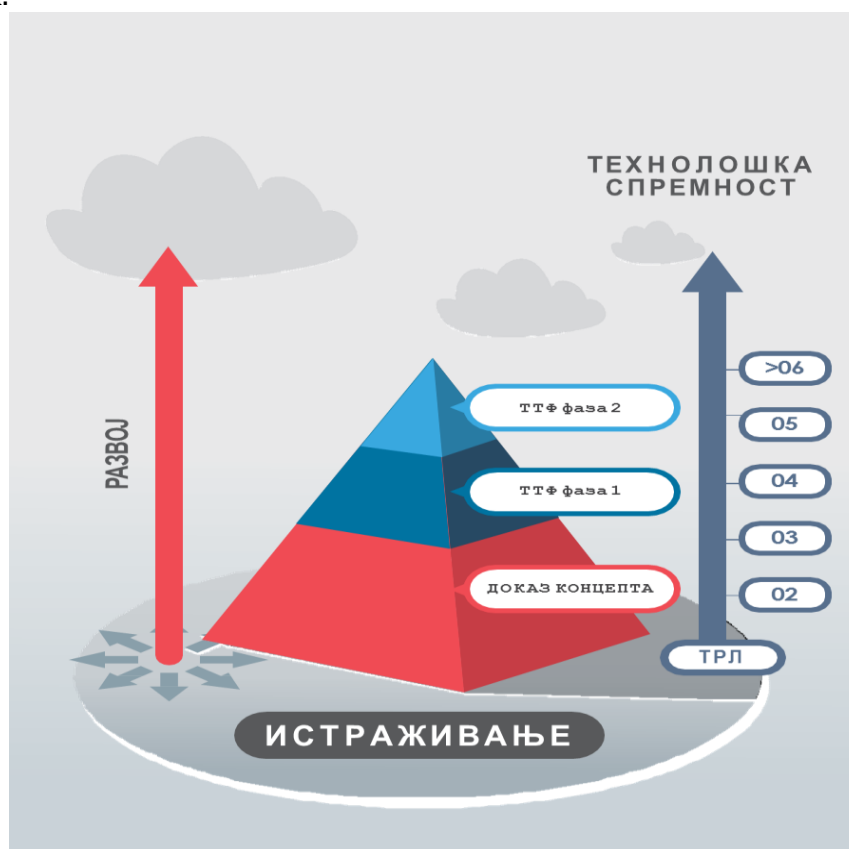 ТЕХНОЛОШКА
СПРЕМНОСТ
>06
ТТФ фаза 2
05
РАЗВОЈ
04
ТТФ фаза 1
03
ДОКАЗ КОНЦЕПТА
02
ТРЛ
ИСТРАЖИВАЊЕ